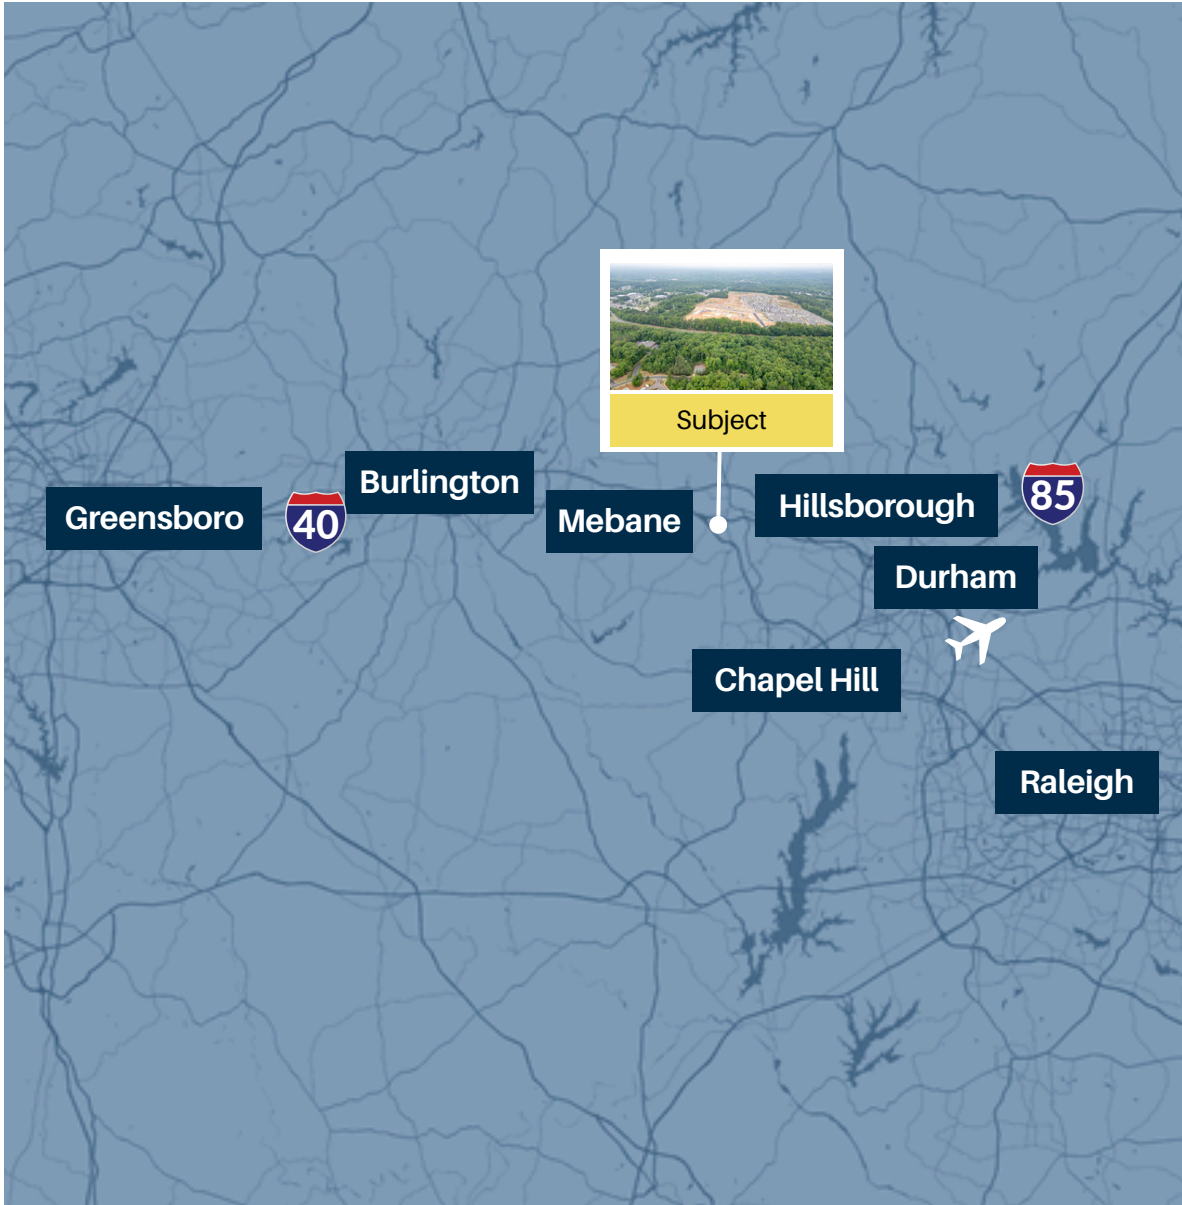 Subject
Burlington
Greensboro
40
Mebane
Hillsborough
85
Durham
Chapel Hill
Raleigh